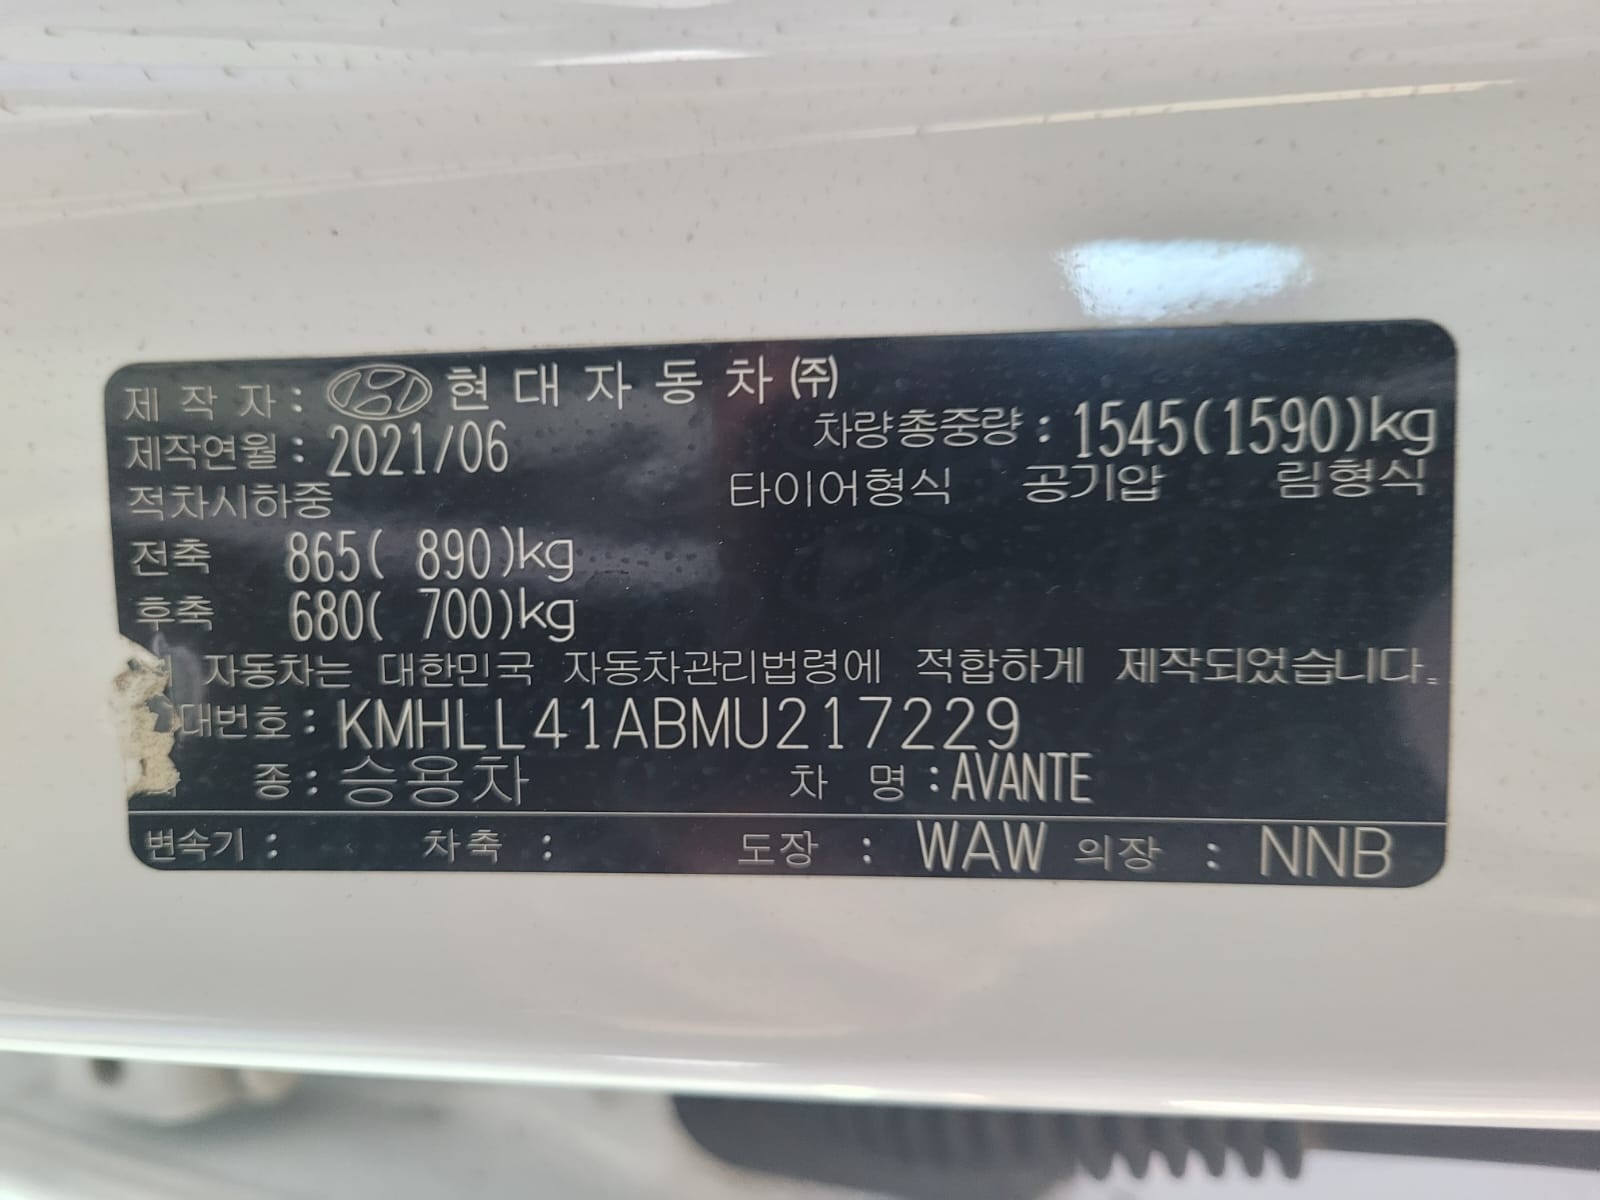 제 작 자 : HYUNDAI 현 대 자 동 차 ㈜
제작연월 : 2021/06 차량총중량 : 1545(1590)kg
적차시하중 타이어형식 공기압 림형식
전축 865( 890)kg
후축 680( 700)kg
자동차는 대한민국 자동차관리법령에 적합하게 제작되었습니다.
대번호 : KMHLL41ABMU217229
종 : 승용차 차 명 : AVANTE
변속기 : 차축 : 도장 : WAW 의장 : NNB